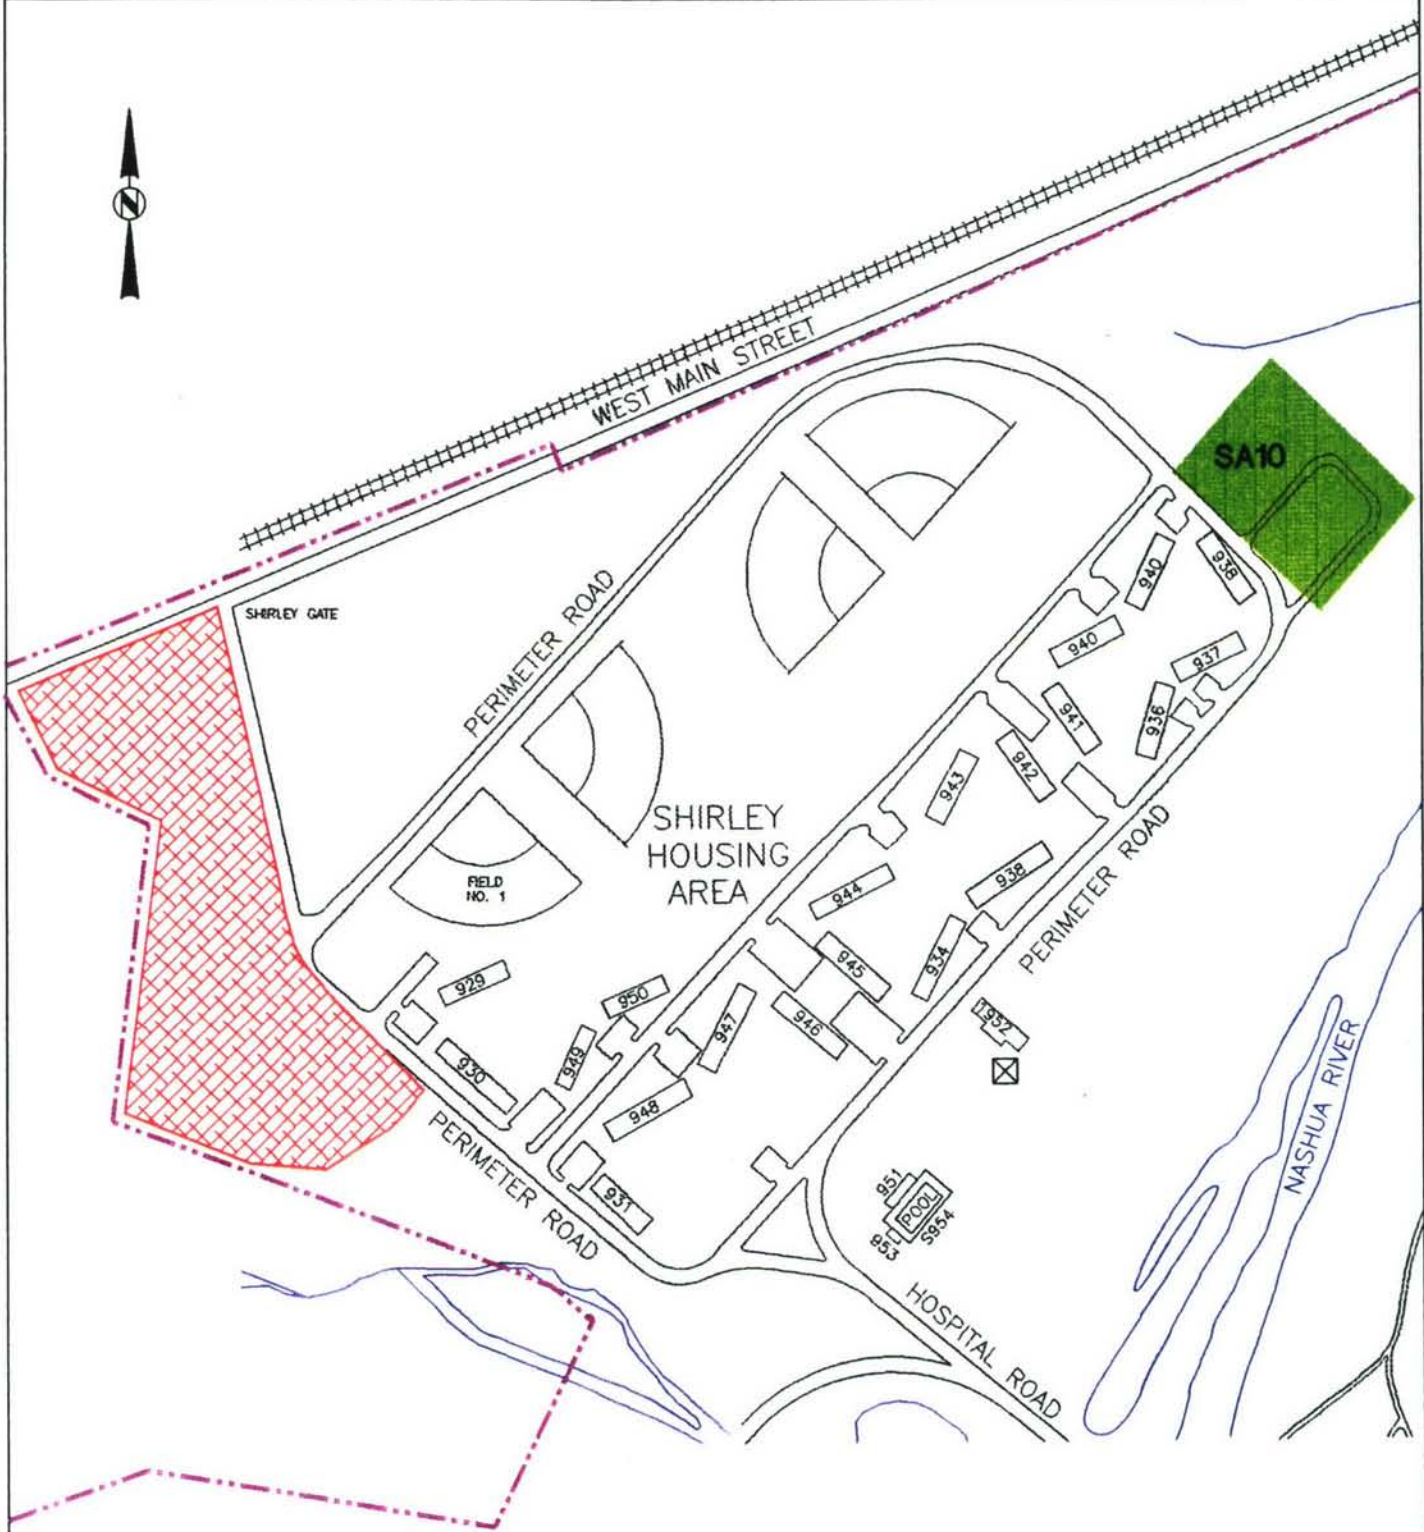 N
WEST MAIN STREET
SA10
SHIRLEY GATE
PERIMETER ROAD
940
938
940
937
941
936
942
943
SHIRLEY
HOUSING
AREA
FIELD
NO. 1
944
938
PERIMETER ROAD
945
934
929
950
947
946
T952
949
930
948
NASHUA RIVER
PERIMETER ROAD
931
951
POOL
S954
953
HOSPITAL ROAD